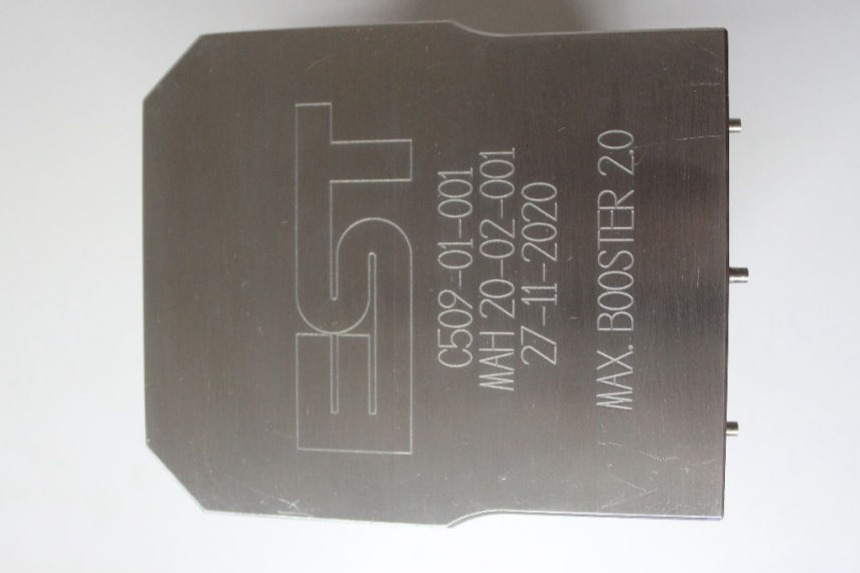 EST
C509-01-001
MAH 20-02-001
27-11-2020
MAX. BOOSTER 2.0